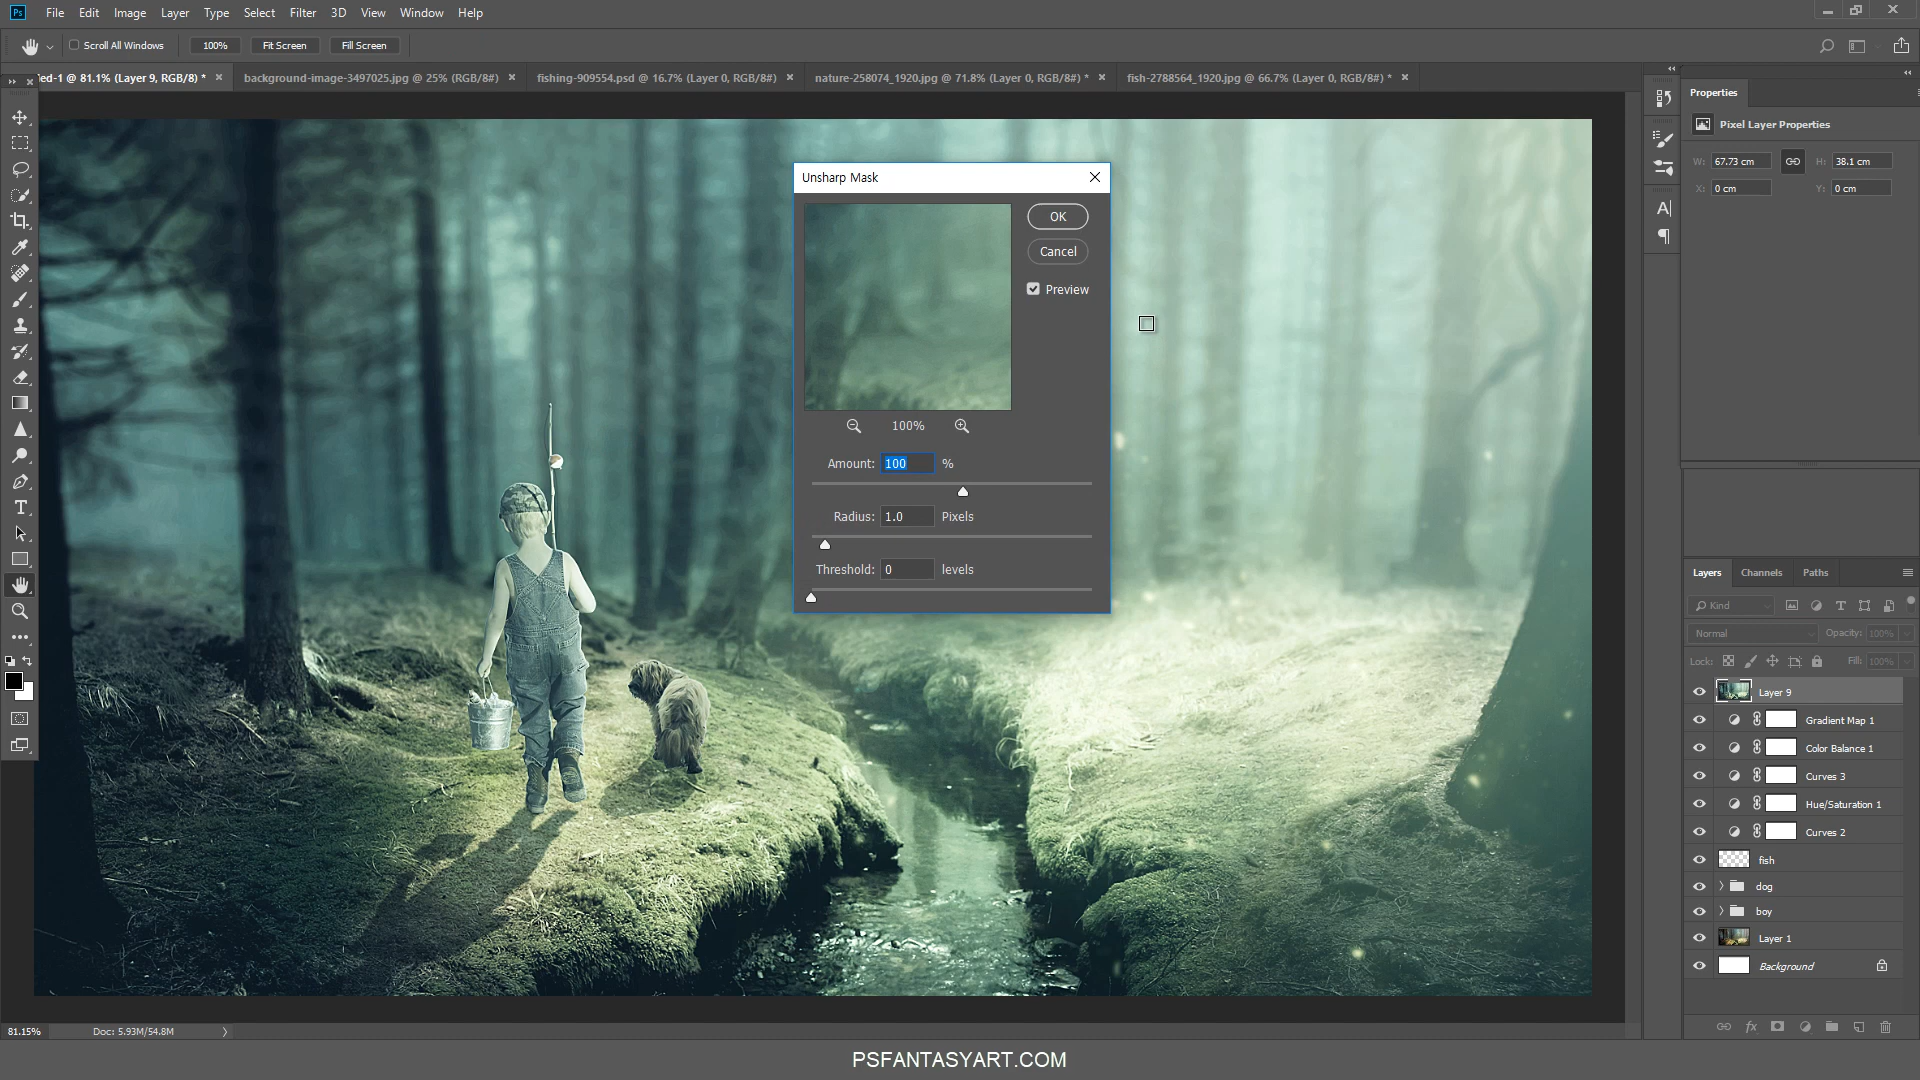 Ps File Edit Image Layer Type Select Filter 3D View Window Help
Scroll All Windows 100% Fit Screen Fill Screen
ed-1 @ 81.1% (Layer 9, RGB/8) * background-image-3497025.jpg @ 25% (RGB/8#) fishing-909554.psd @ 16.7% (Layer 0, RGB/8#) nature-258074_1920.jpg @ 71.8% (Layer 0, RGB/8#) * fish-2788564_1920.jpg @ 66.7% (Layer 0, RGB/8#) *
Properties
Pixel Layer Properties
W: 67.73 cm H: 38.1 cm
X: 0 cm Y: 0 cm
Unsharp Mask
OK
Cancel
Preview
100%
Amount: 100 %
Radius: 1.0 Pixels
Threshold: 0 levels
Layers Channels Paths
Kind
Normal Opacity: 100%
Lock: Fill: 100%
Layer 9
Gradient Map 1
Color Balance 1
Curves 3
Hue/Saturation 1
Curves 2
fish
dog
boy
Layer 1
Background
81.15% Doc: 5.93M/54.8M
PSFANTASYART.COM